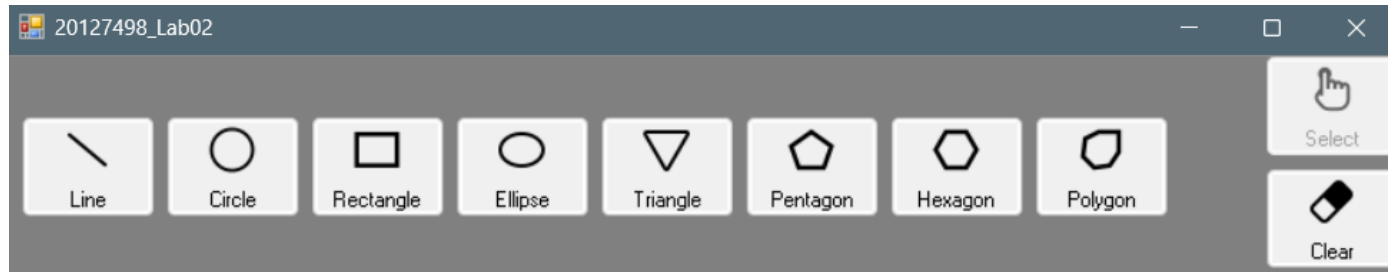 20127498_Lab02
Select
Line Circle Rectangle Ellipse Triangle Pentagon Hexagon Polygon
Clear